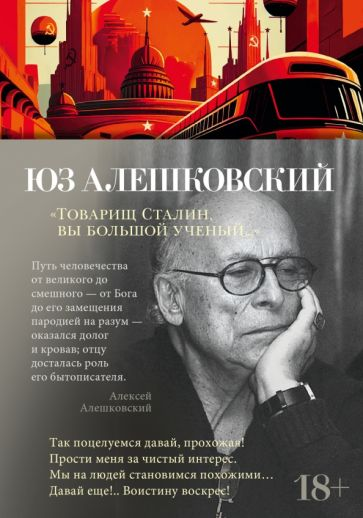 ЮЗ АЛЕШКОВСКИЙ
«Товарищ Сталин,
вы большой ученый...»
Путь человечества
от великого до
смешного — от Бога
до его замещения
пародией на разум —
оказался долог
и кровав; отцу
досталась роль
его бытописателя.
Алексей
Алешковский
Так поцелуемся давай, прохожая!
Прости меня за чистый интерес.
Мы на людей становимся похожими...
Давай еще!.. Воистину воскрес!
18+